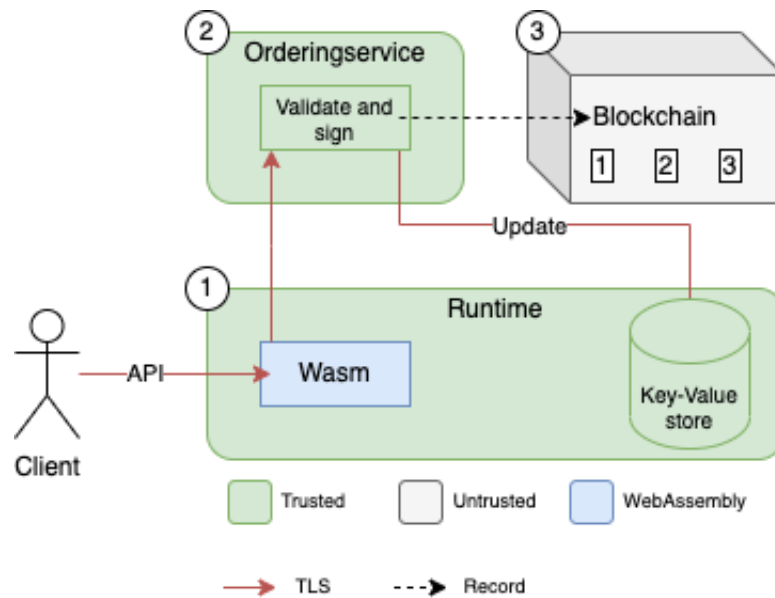 2
Orderingservice
3
Validate and
sign
Blockchain
1 2 3
Update
1
Runtime
API
Wasm
Key-Value
store
Client
Trusted
Untrusted
WebAssembly
TLS
Record